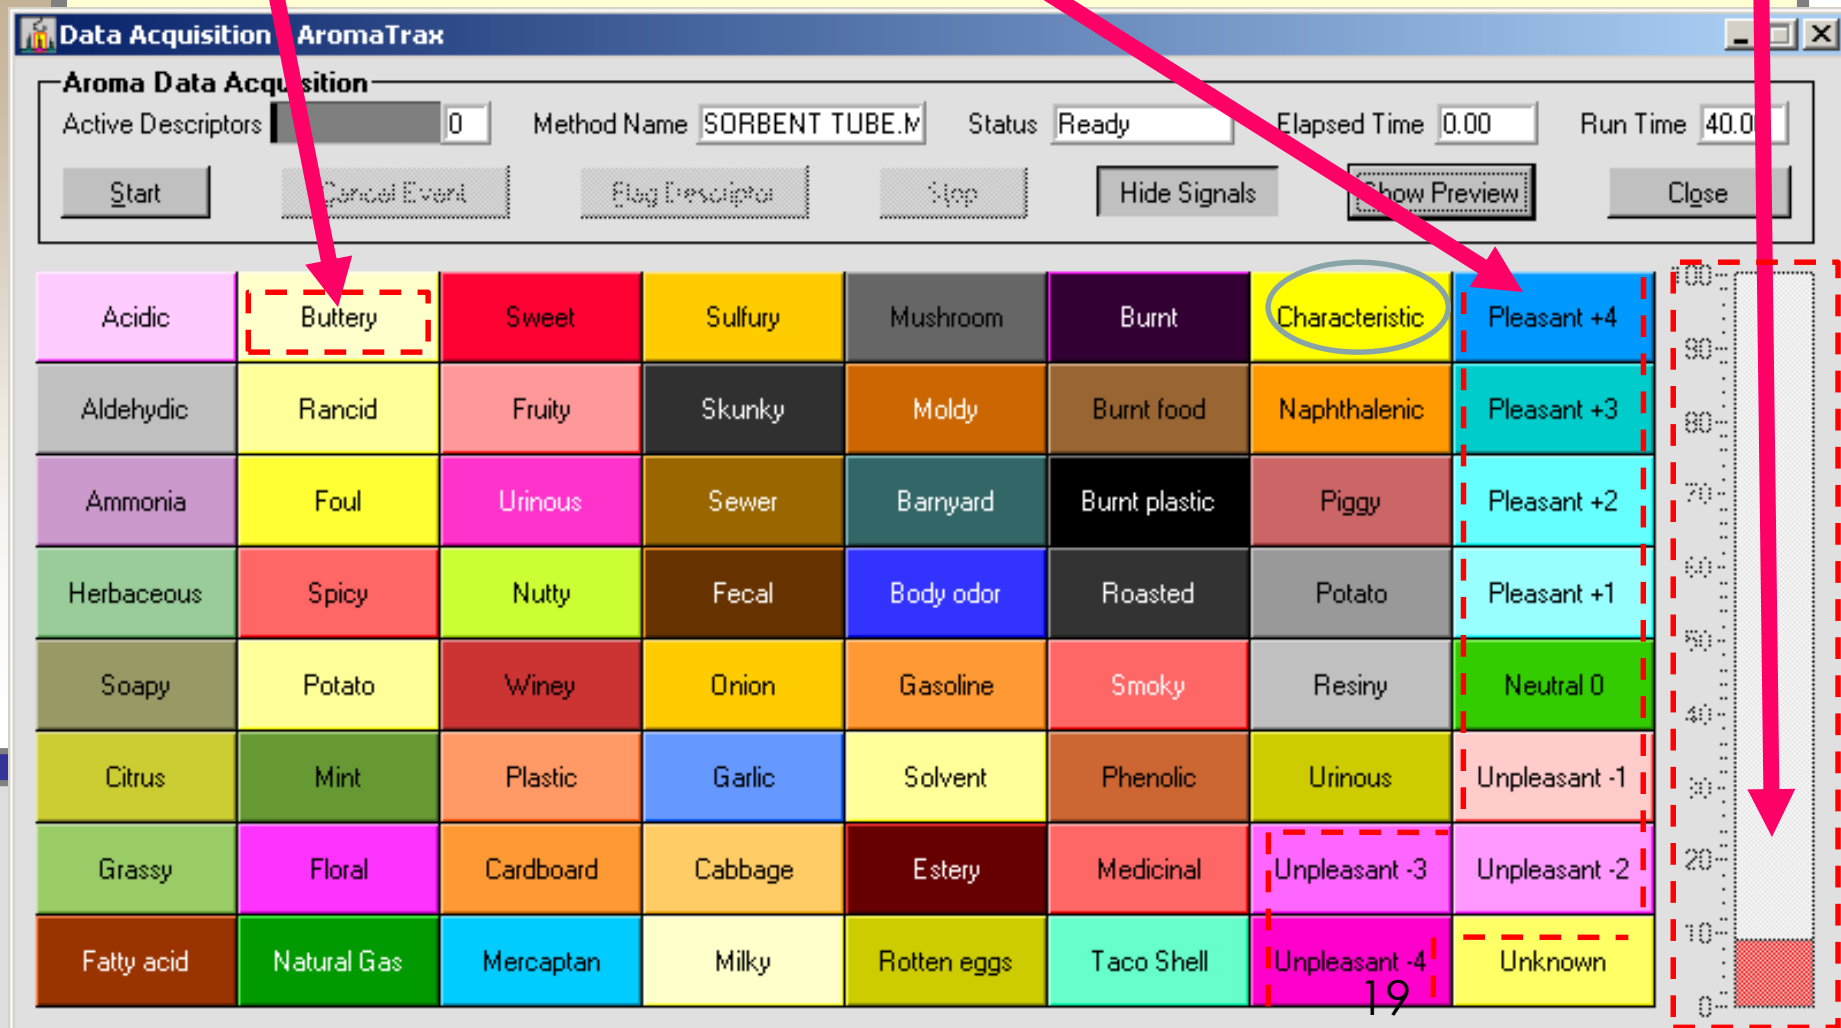 Data Acquisition AromaTrax
Aroma Data Acquisition
Active Descriptors 0 Method Name SORBENT TUBE.M Status Ready Elapsed Time 0.00 Run Time 40.0
Start Cancel Event Flag Descriptor Stop Hide Signals Show Preview Close
Acidic Buttery Sweet Sulfury Mushroom Burnt Characteristic Pleasant +4
Aldehydic Rancid Fruity Skunky Moldy Burnt food Naphthalenic Pleasant +3
Ammonia Foul Urinous Sewer Barnyard Burnt plastic Piggy Pleasant +2
Herbaceous Spicy Nutty Fecal Body odor Roasted Potato Pleasant +1
Soapy Potato Winey Onion Gasoline Smoky Resiny Neutral 0
Citrus Mint Plastic Garlic Solvent Phenolic Urinous Unpleasant -1
Grassy Floral Cardboard Cabbage Estery Medicinal Unpleasant -3 Unpleasant -2
Fatty acid Natural Gas Mercaptan Milky Rotten eggs Taco Shell Unpleasant -4 Unknown
100
90
80
70
60
50
40
30
20
10
0
19